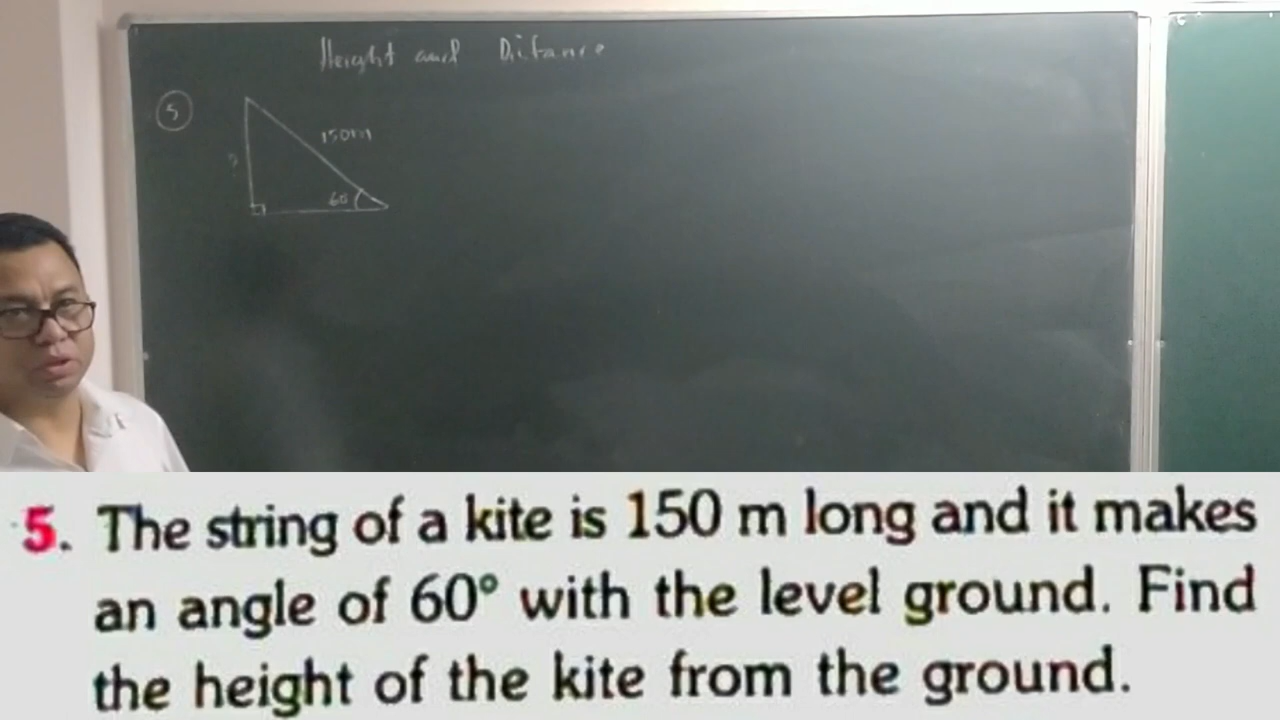 Height and Distance
5
150m
?
60
5. The string of a kite is 150 m long and it makes
an angle of 60° with the level ground. Find
the height of the kite from the ground.